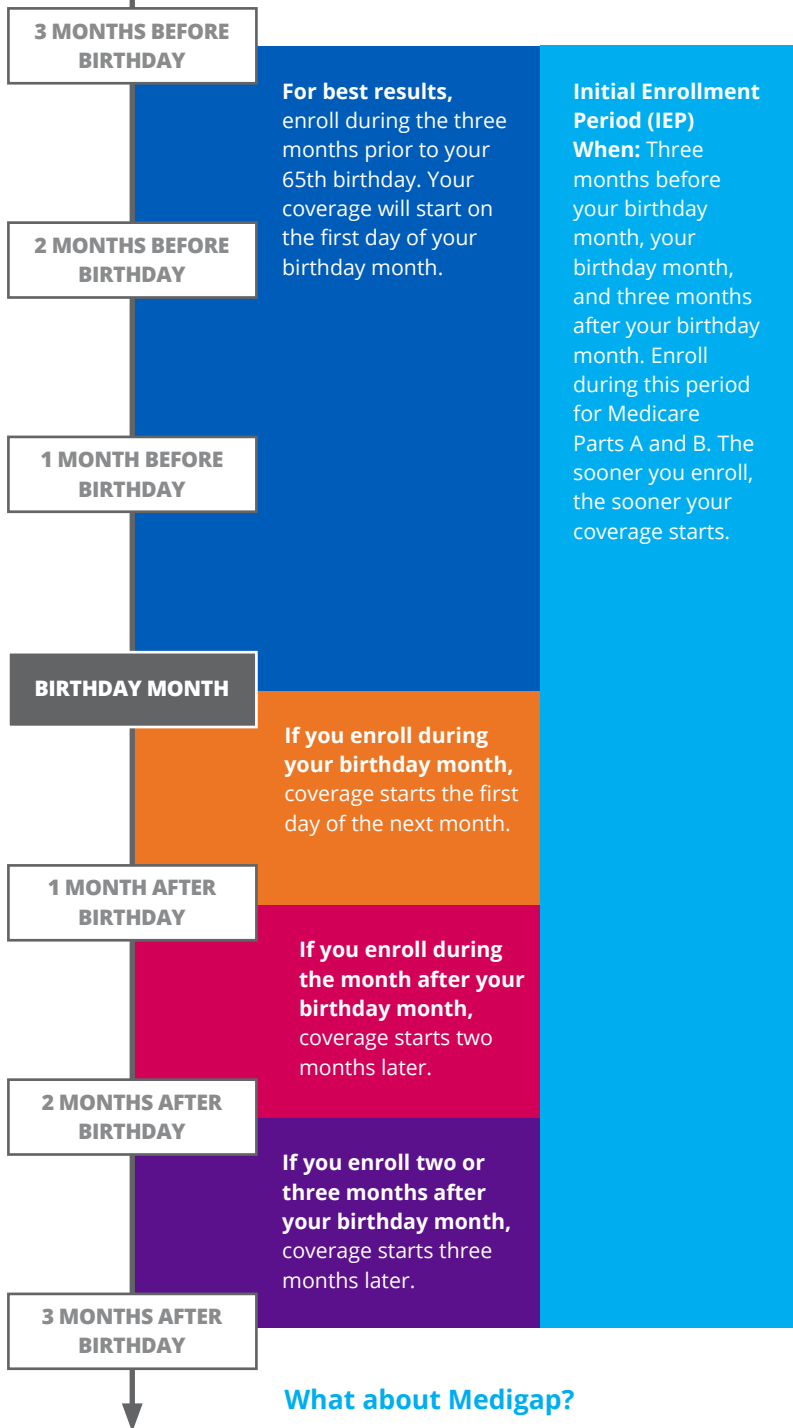 3 MONTHS BEFORE
BIRTHDAY
For best results,
enroll during the three
months prior to your
65th birthday. Your
coverage will start on
the first day of your
birthday month.
Initial Enrollment
Period (IEP)
When: Three
months before
your birthday
month, your
birthday month,
and three months
after your birthday
month. Enroll
during this period
for Medicare
Parts A and B. The
sooner you enroll,
the sooner your
coverage starts.
2 MONTHS BEFORE
BIRTHDAY
1 MONTH BEFORE
BIRTHDAY
BIRTHDAY MONTH
If you enroll during
your birthday month,
coverage starts the first
day of the next month.
1 MONTH AFTER
BIRTHDAY
If you enroll during
the month after your
birthday month,
coverage starts two
months later.
2 MONTHS AFTER
BIRTHDAY
If you enroll two or
three months after
your birthday month,
coverage starts three
months later.
3 MONTHS AFTER
BIRTHDAY
What about Medigap?